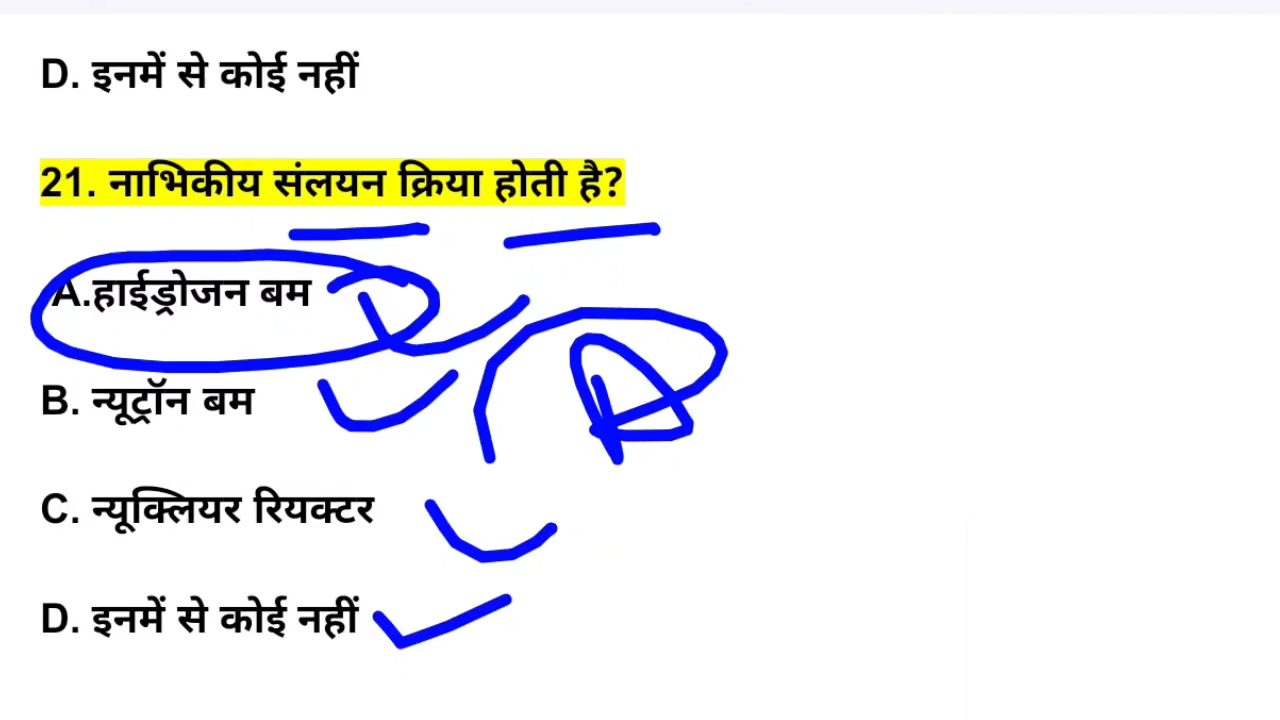 D. इनमें से कोई नहीं
21. नाभिकीय संलयन क्रिया होती है?
A.हाईड्रोजन बम
B. न्यूट्रॉन बम
C. न्यूक्लियर रियक्टर
D. इनमें से कोई नहीं